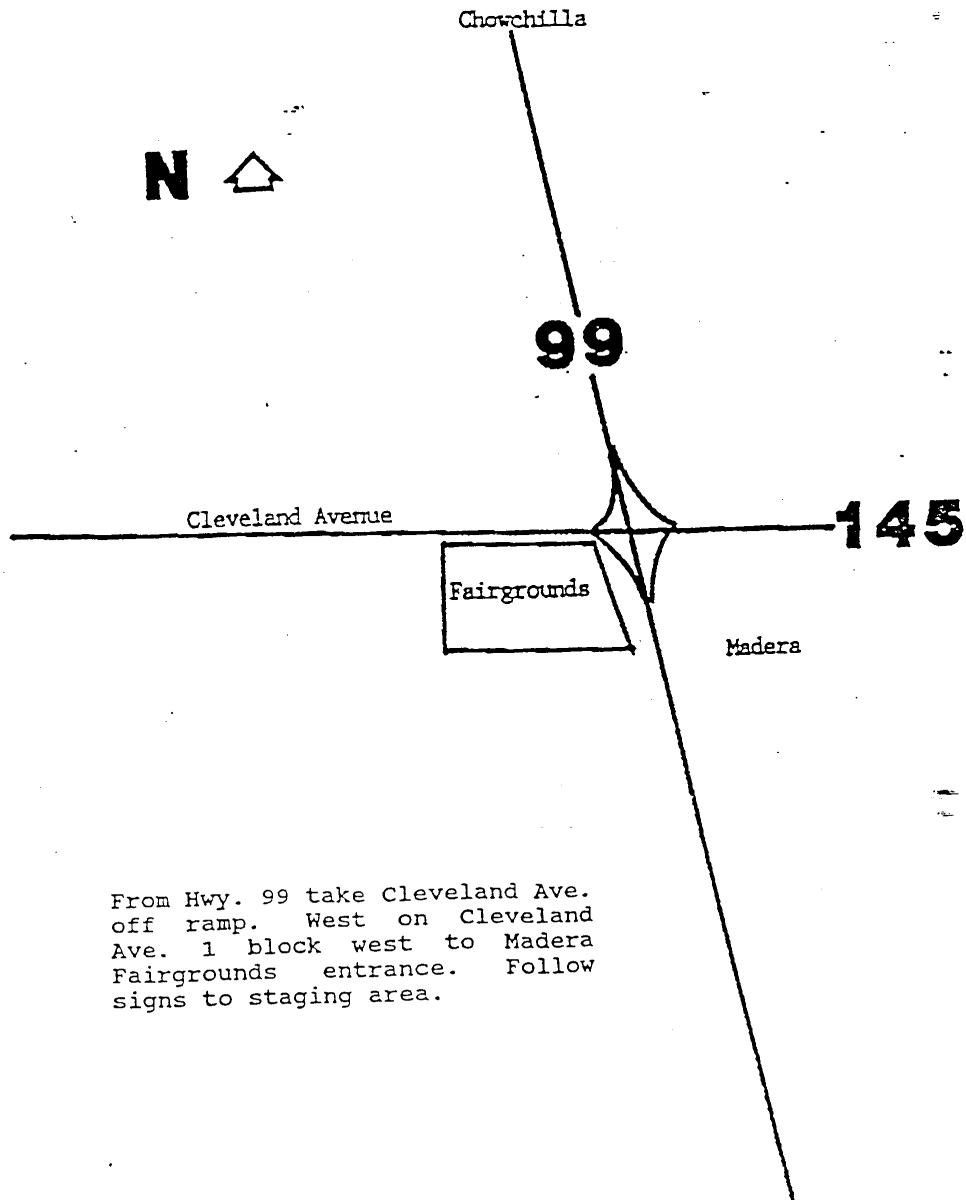 Chowchilla
N
99
Cleveland Avenue
145
Fairgrounds
Madera
From Hwy. 99 take Cleveland Ave.
off ramp. West on Cleveland
Ave. 1 block west to Madera
Fairgrounds entrance. Follow
signs to staging area.